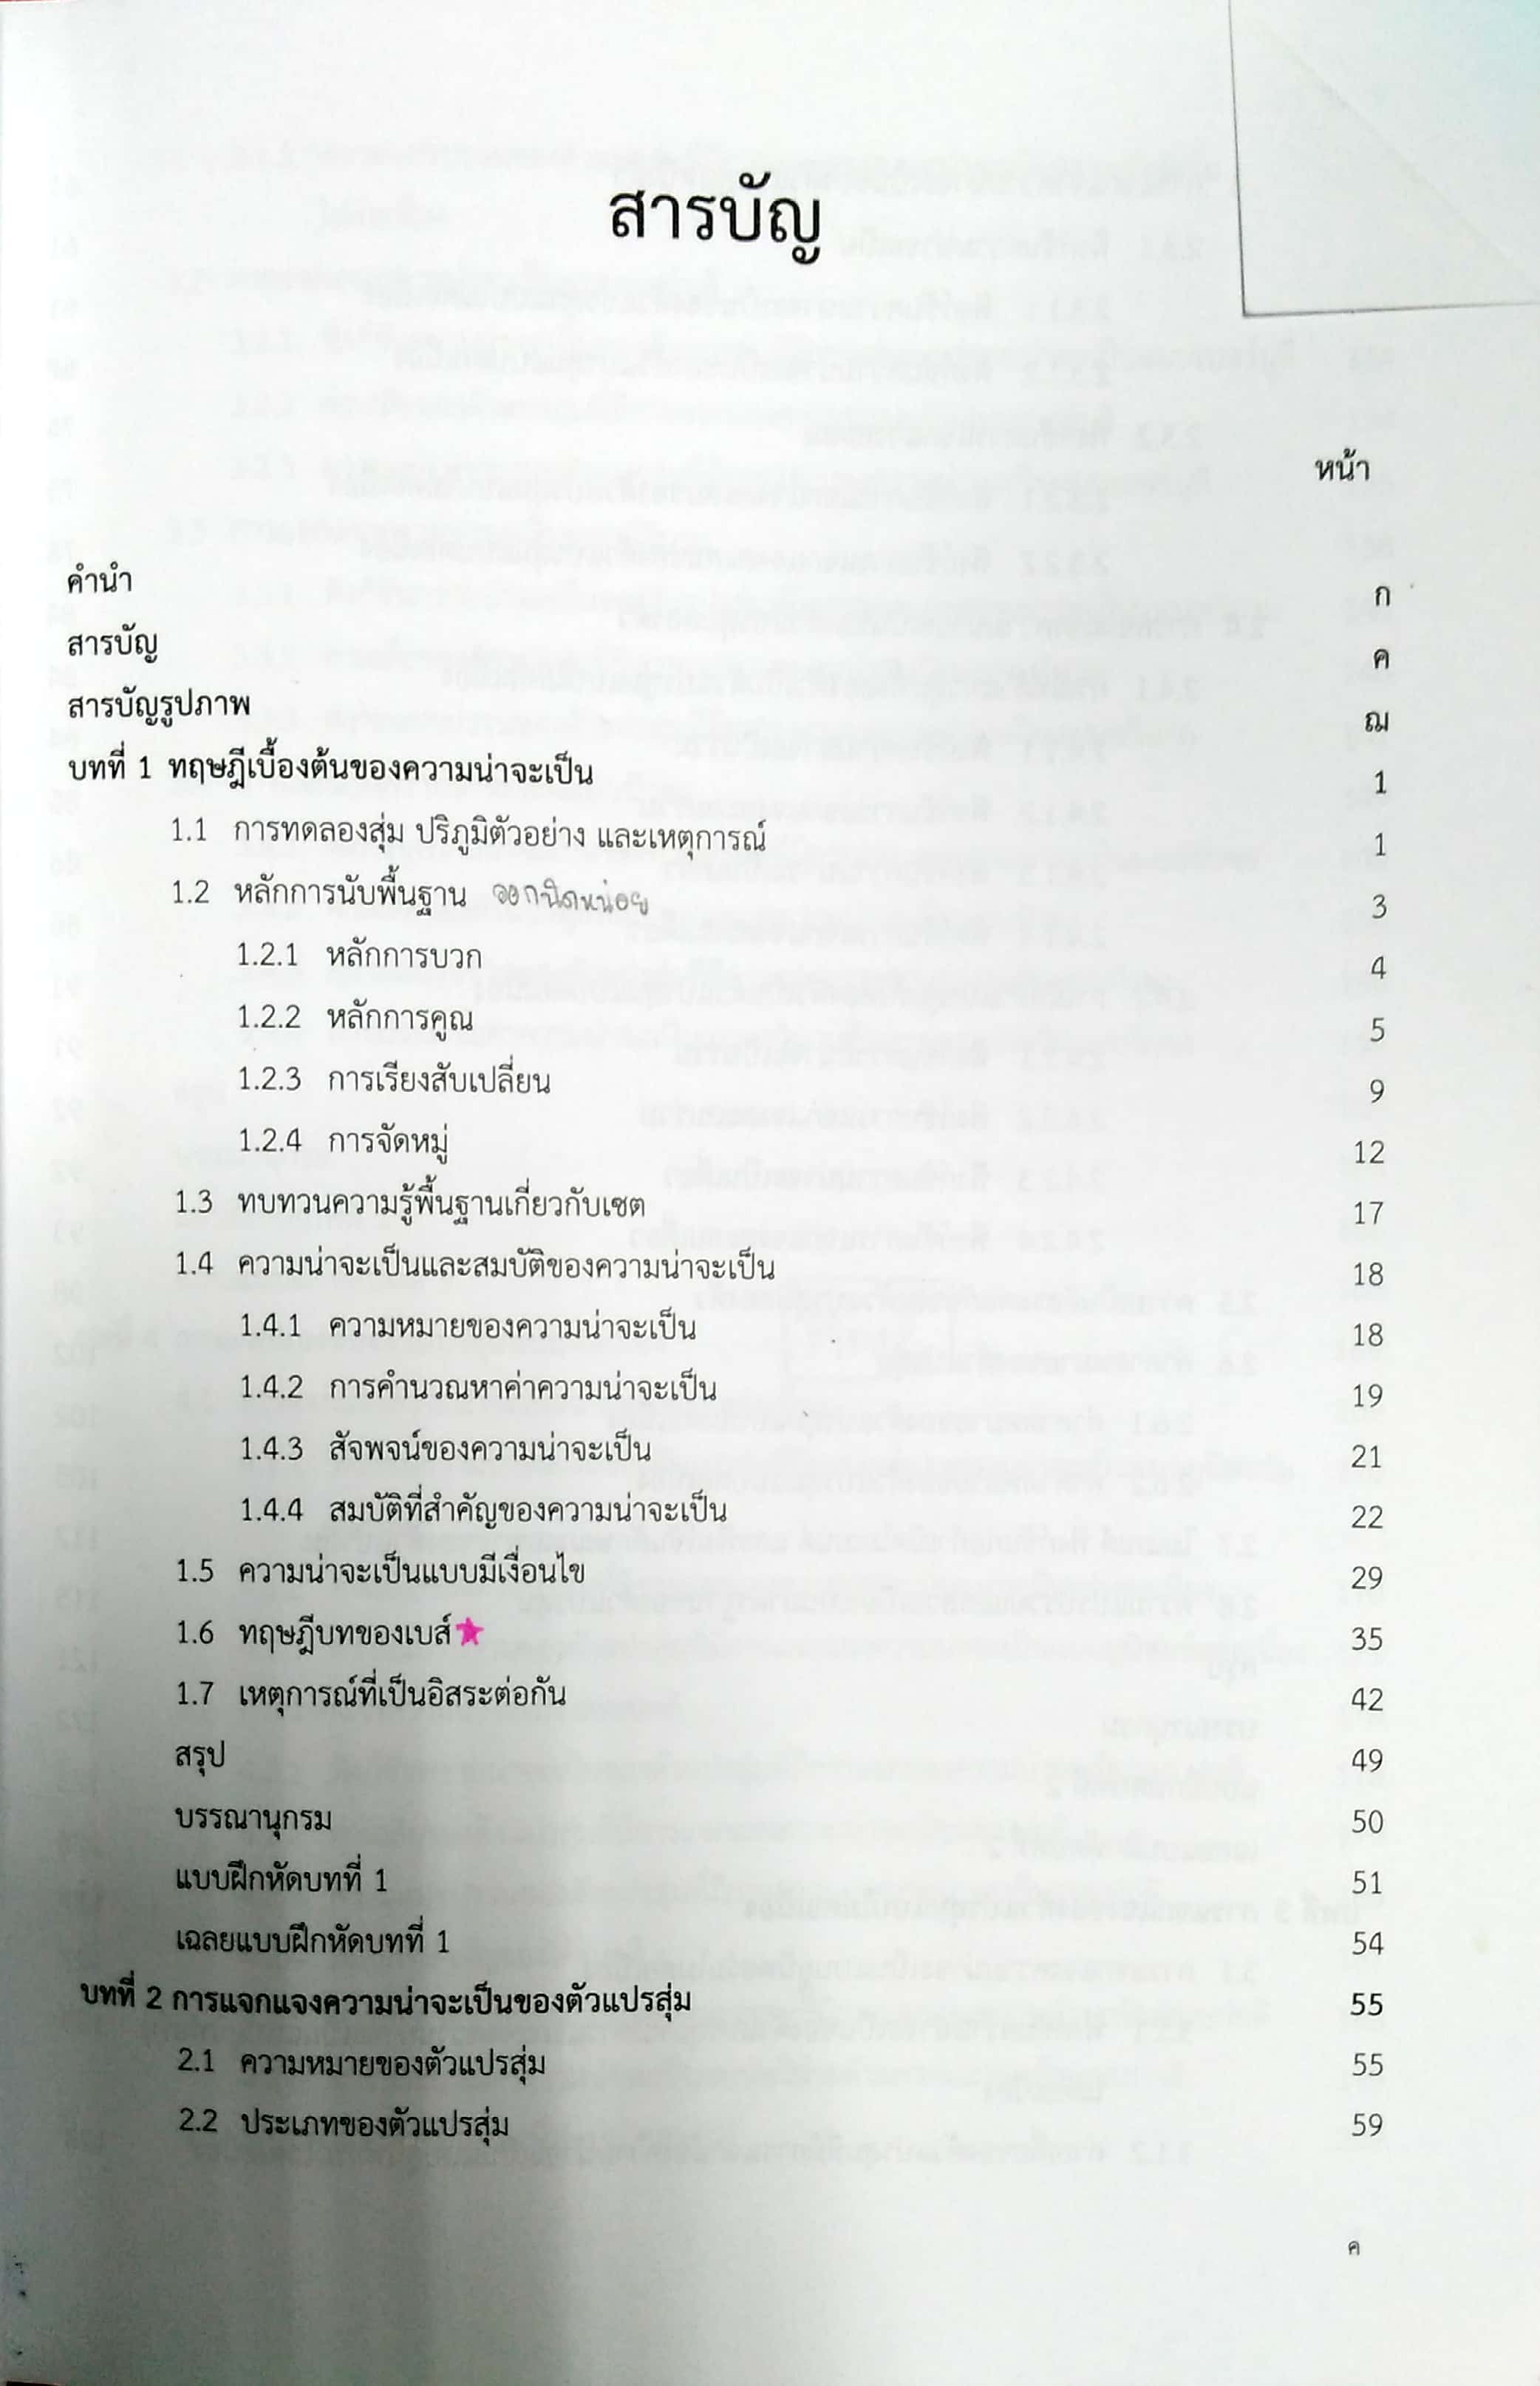 สารบัญ
หน้า
คำนำ ก
สารบัญ ค
สารบัญรูปภาพ ฌ
บทที่ 1 ทฤษฎีเบื้องต้นของความน่าจะเป็น 1
1.1 การทดลองสุ่ม ปริภูมิตัวอย่าง และเหตุการณ์ 1
1.2 หลักการนับพื้นฐาน ออกนิดหน่อย 3
1.2.1 หลักการบวก 4
1.2.2 หลักการคูณ 5
1.2.3 การเรียงสับเปลี่ยน 9
1.2.4 การจัดหมู่ 12
1.3 ทบทวนความรู้พื้นฐานเกี่ยวกับเซต 17
1.4 ความน่าจะเป็นและสมบัติของความน่าจะเป็น 18
1.4.1 ความหมายของความน่าจะเป็น 18
1.4.2 การคำนวณหาค่าความน่าจะเป็น 19
1.4.3 สัจพจน์ของความน่าจะเป็น 21
1.4.4 สมบัติที่สำคัญของความน่าจะเป็น 22
1.5 ความน่าจะเป็นแบบมีเงื่อนไข 29
1.6 ทฤษฎีบทของเบส์ 35
1.7 เหตุการณ์ที่เป็นอิสระต่อกัน 42
สรุป 49
บรรณานุกรม 50
แบบฝึกหัดบทที่ 1 51
เฉลยแบบฝึกหัดบทที่ 1 54
บทที่ 2 การแจกแจงความน่าจะเป็นของตัวแปรสุ่ม 55
2.1 ความหมายของตัวแปรสุ่ม 55
2.2 ประเภทของตัวแปรสุ่ม 59
ค